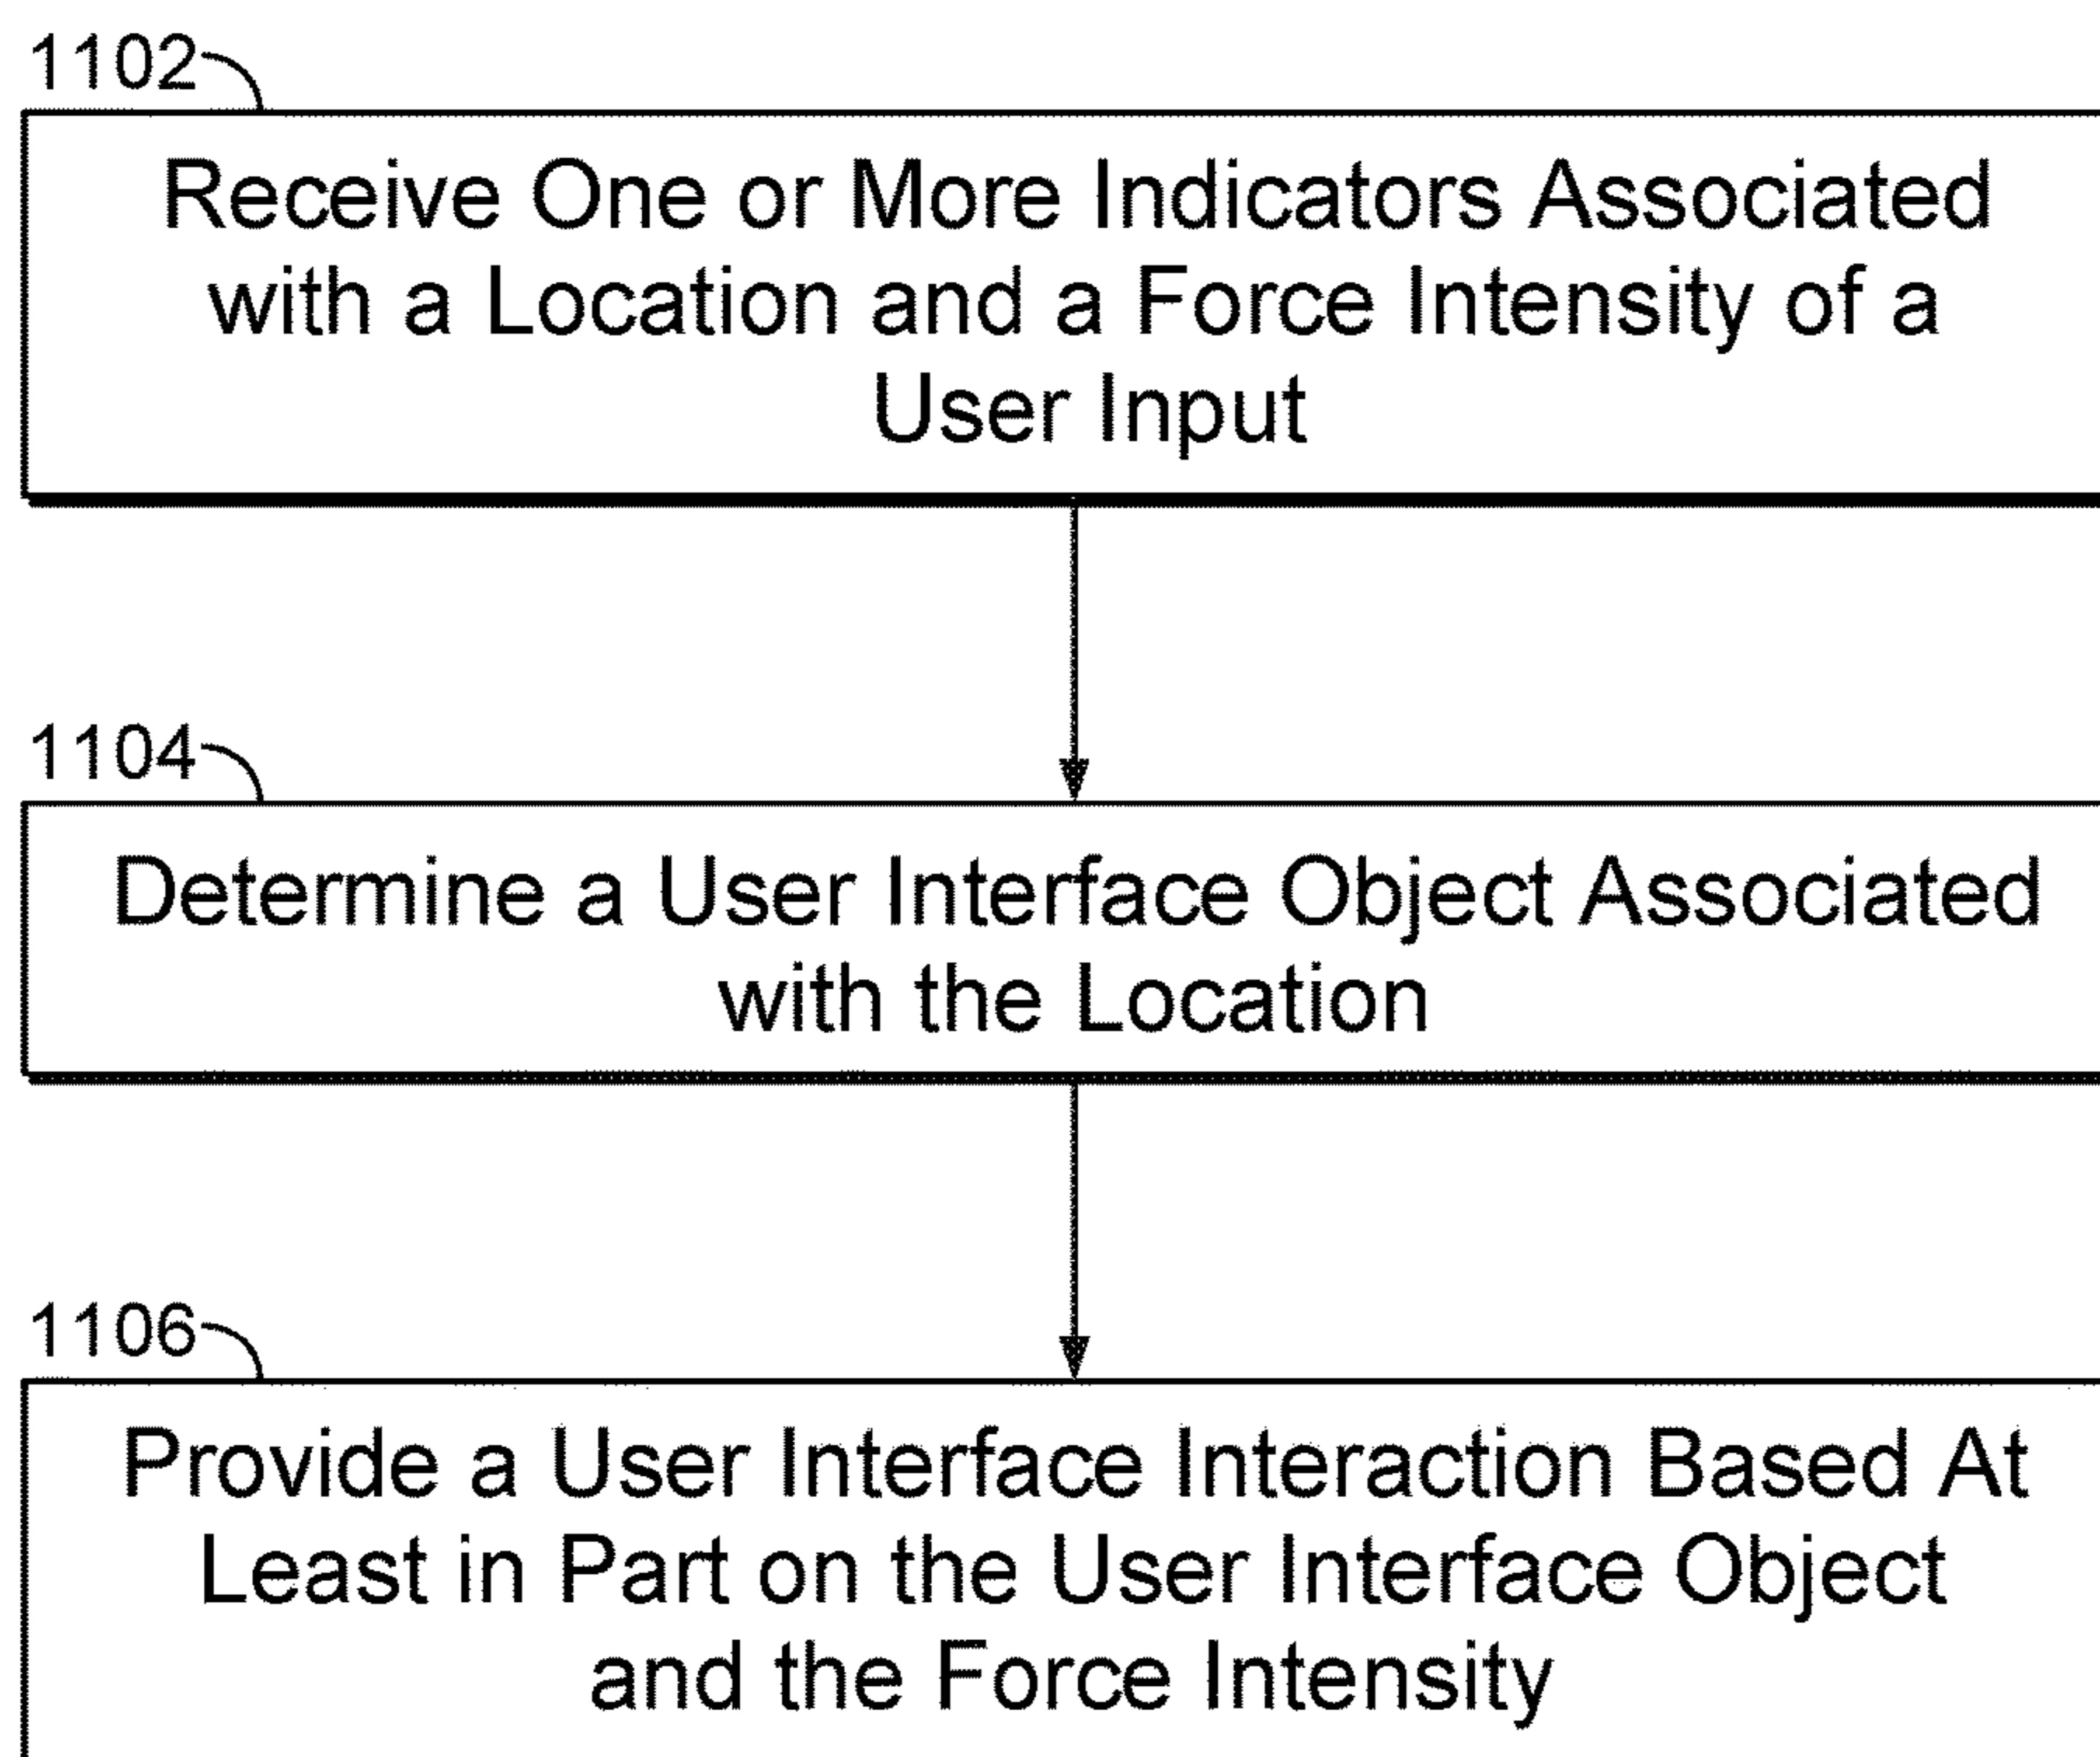 1102
Receive One or More Indicators Associated
with a Location and a Force Intensity of a
User Input
1104
Determine a User Interface Object Associated
with the Location
1106
Provide a User Interface Interaction Based At
Least in Part on the User Interface Object
and the Force Intensity